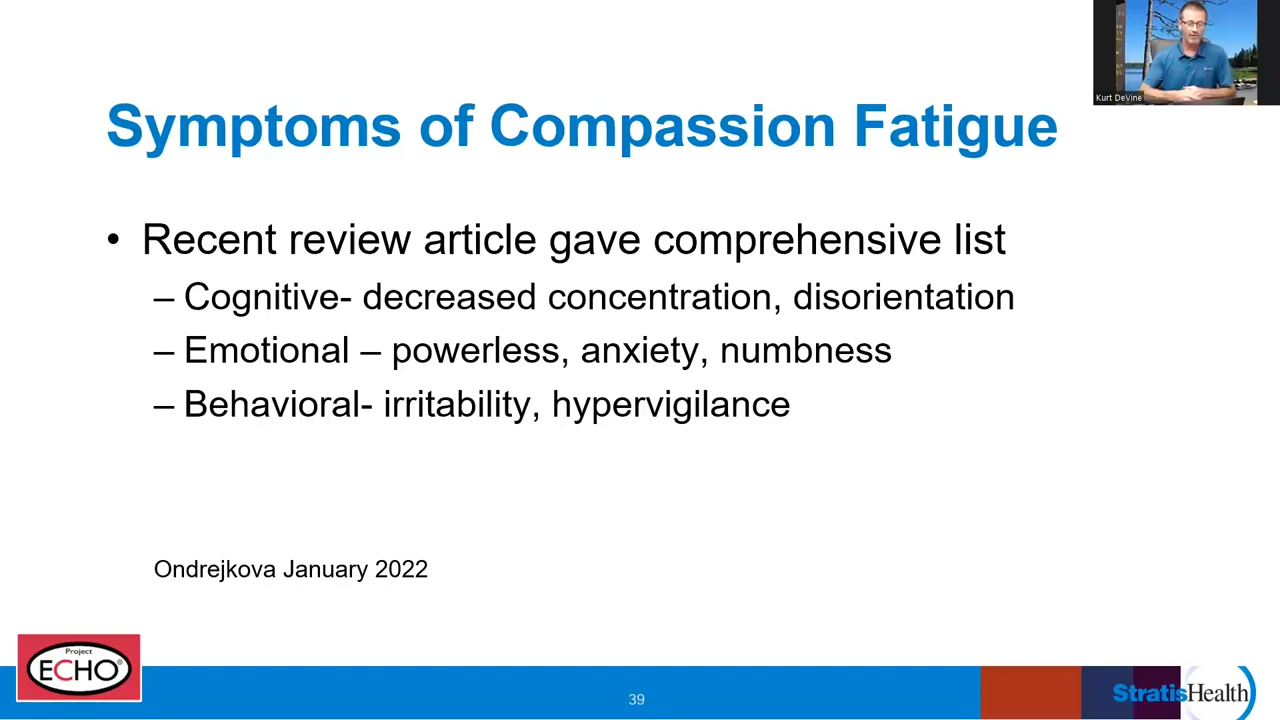 Kurt DeVine
Symptoms of Compassion Fatigue
• Recent review article gave comprehensive list
– Cognitive- decreased concentration, disorientation
– Emotional – powerless, anxiety, numbness
– Behavioral- irritability, hypervigilance
Ondrejkova January 2022
Project
ECHO®
39
StratisHealth